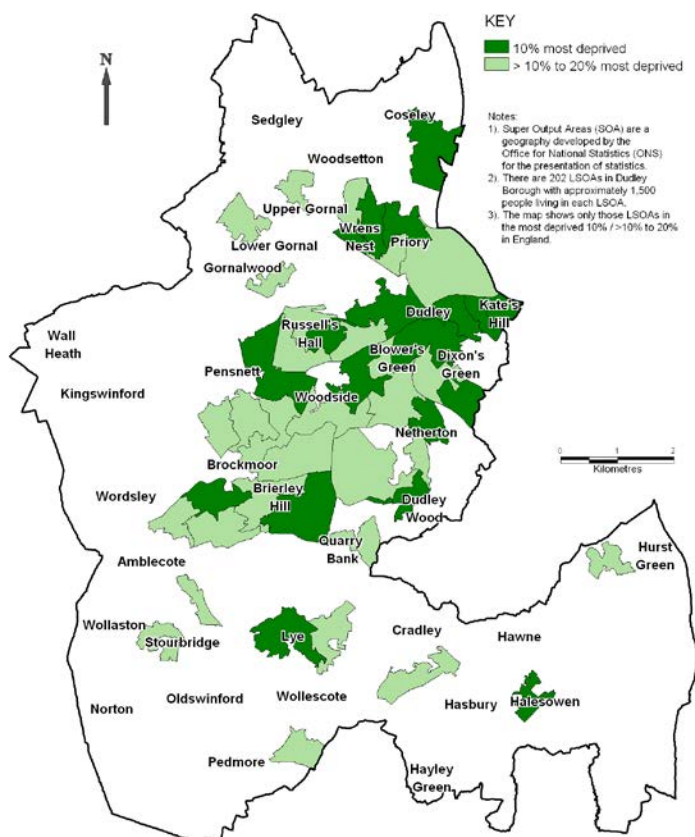 KEY
10% most deprived
> 10% to 20% most deprived
Notes:
1). Super Output Areas (SOA) are a
geography developed by the
Office for National Statistics (ONS)
for the presentation of statistics.
2). There are 202 LSOAs in Dudley
Borough with approximately 1,500
people living in each LSOA.
3). The map shows only those LSOAs in
the most deprived 10% / >10% to 20%
in England.
N
Sedgley
Coseley
Woodsetton
Upper Gornal
Wrens
Nest
Priory
Lower Gornal
Gornalwood
Dudley
Kate's
Hill
Russell's
Hall
Wall
Heath
Blower's
Green
Dixon's
Green
Pensnett
Kingswinford
Woodside
Netherton
Brockmoor
0 1 2
Kilometres
Wordsley
Brierley
Hill
Dudley
Wood
Quarry
Bank
Hurst
Green
Amblecote
Wollaston
Stourbridge
Lye
Cradley
Hawne
Norton
Oldswinford
Wollescote
Hasbury
Halesowen
Pedmore
Hayley
Green